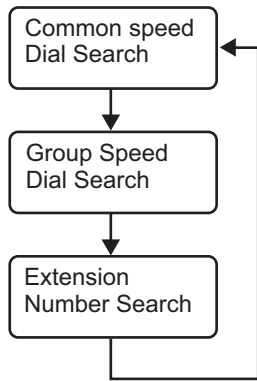 Common speed
Dial Search
Group Speed
Dial Search
Extension
Number Search